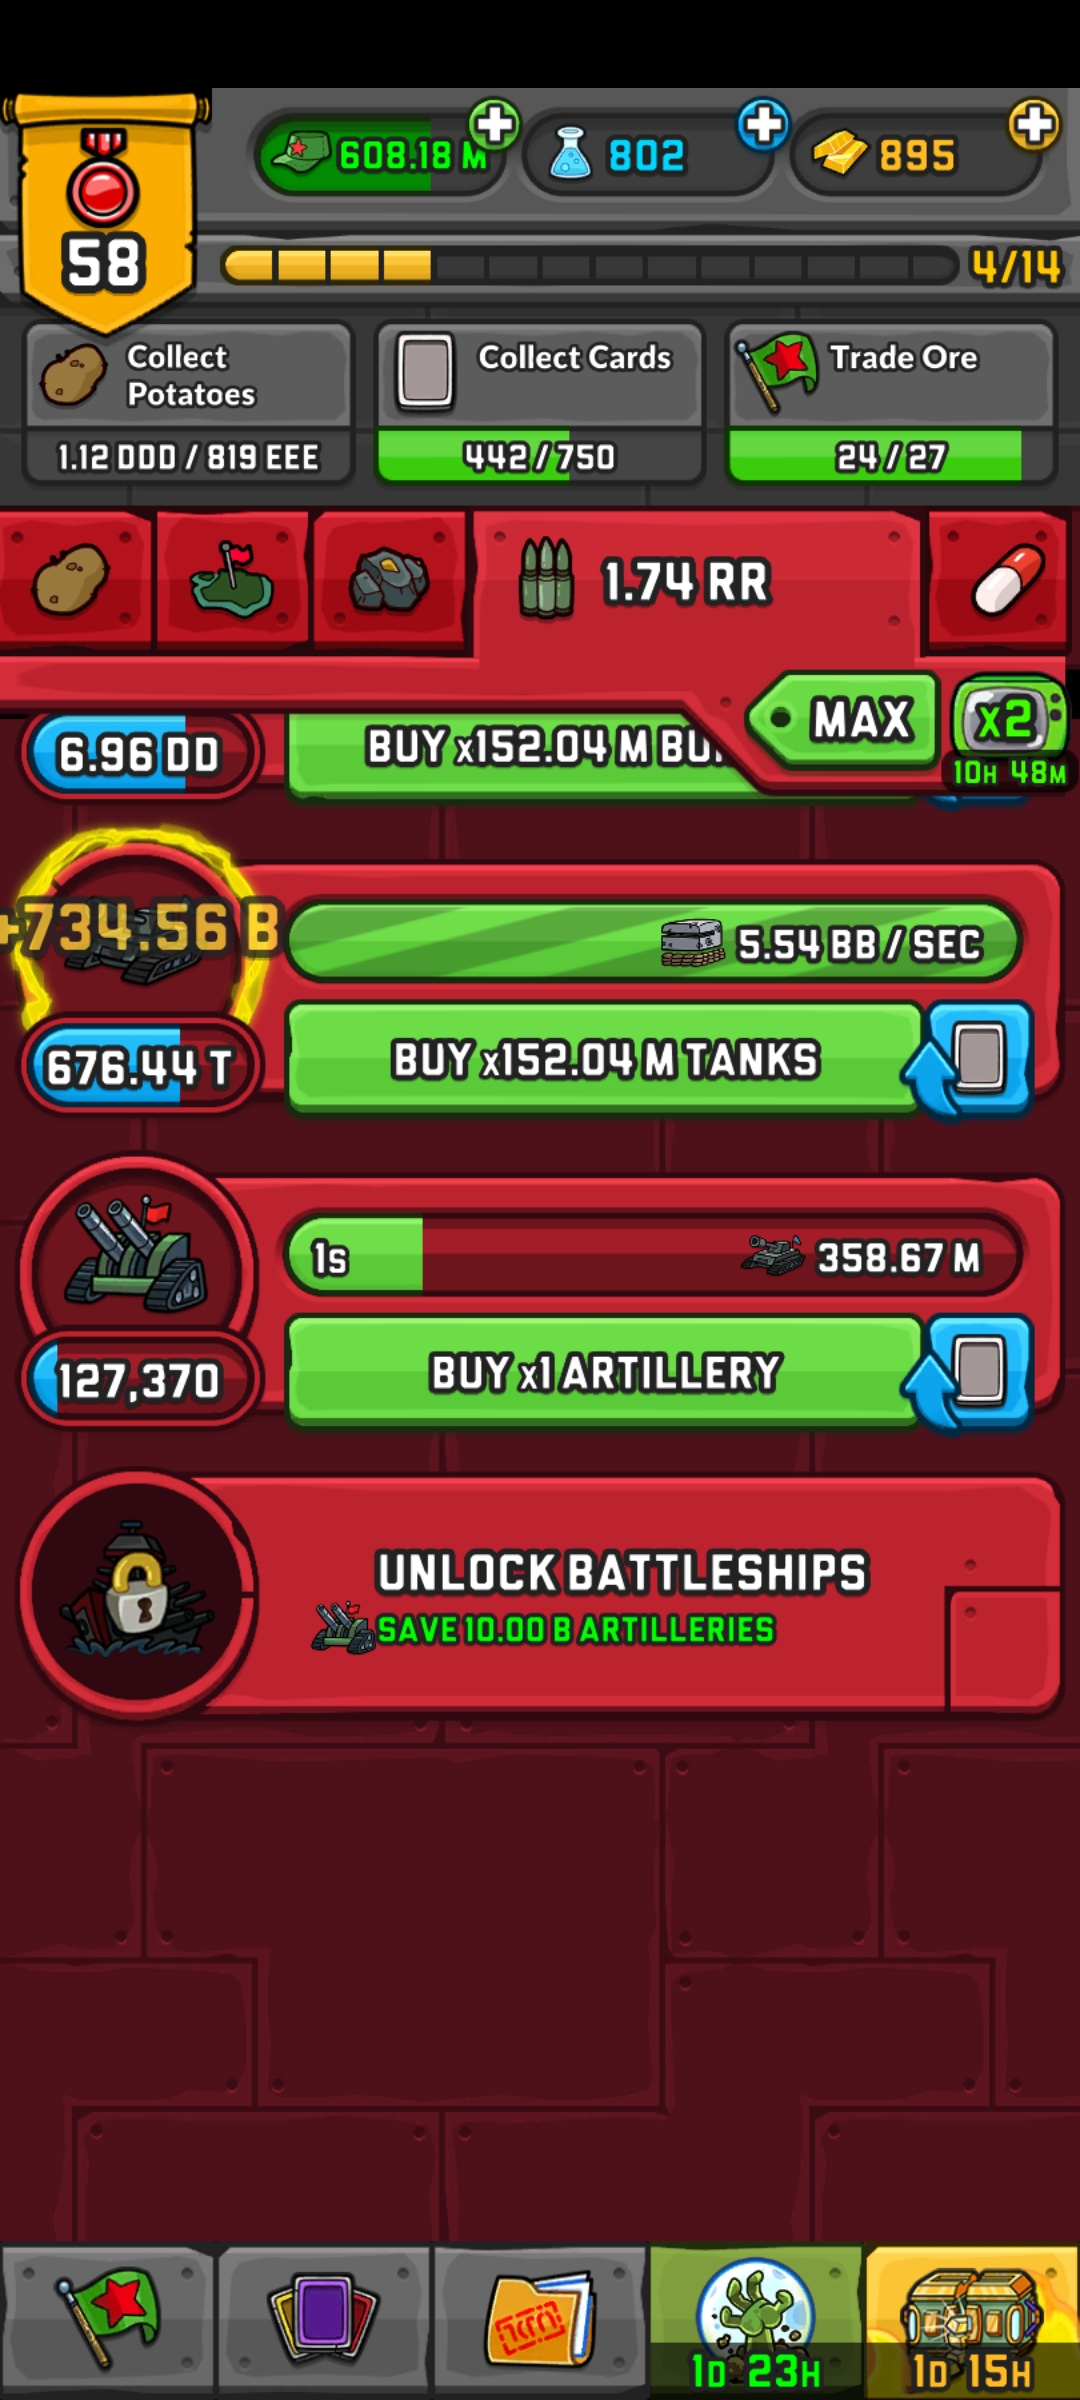 58
608.18 M
802
895
4/14
Collect
Potatoes
1.12 DDD / 819 EEE
Collect Cards
442/750
Trade Ore
24/27
1.74 RR
MAX
x2
10H 48M
6.96 DD
BUY x152.04 M BU
+734.56 B
5.54 BB / SEC
676.44 T
BUY x152.04 M TANKS
1s
358.67 M
127,370
BUY x1 ARTILLERY
UNLOCK BATTLESHIPS
SAVE 10.00 B ARTILLERIES
1D 23H
1D 15H